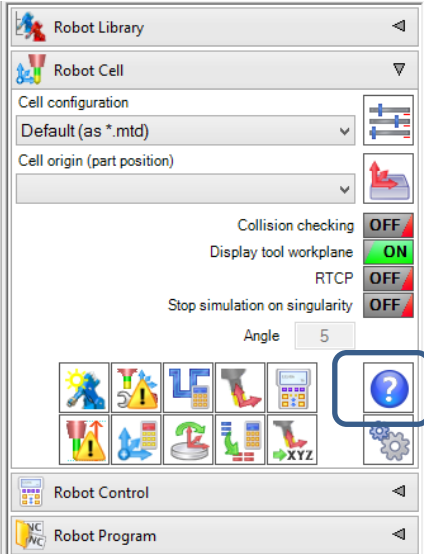 Robot Library
Robot Cell
Cell configuration
Default (as *.mtd)
Cell origin (part position)
Collision checking OFF
Display tool workplane ON
RTCP OFF
Stop simulation on singularity OFF
Angle 5
?
XYZ
Robot Control
NC
NC
Robot Program